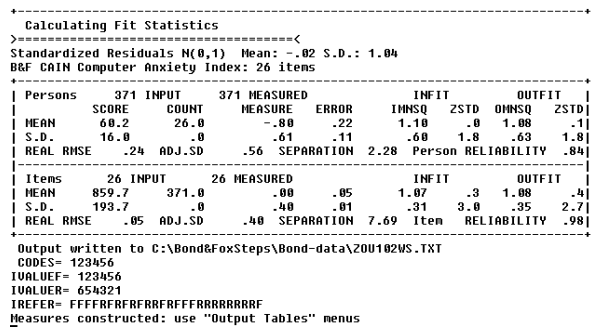 Calculating Fit Statistics
>=====================================<
Standardized Residuals N(0,1) Mean: -.02 S.D.: 1.04
B&F CAIN Computer Anxiety Index: 26 items
| Persons 371 INPUT 371 MEASURED INFIT OUTFIT |
| SCORE COUNT MEASURE ERROR IMNSQ ZSTD OMNSQ ZSTD|
| MEAN 60.2 26.0 -.80 .22 1.10 .0 1.08 .1|
| S.D. 16.0 .0 .61 .11 .60 1.8 .63 1.8|
| REAL RMSE .24 ADJ.SD .56 SEPARATION 2.28 Person RELIABILITY .84|
| Items 26 INPUT 26 MEASURED INFIT OUTFIT |
| MEAN 859.7 371.0 .00 .05 1.07 .3 1.08 .4|
| S.D. 193.7 .0 .40 .01 .31 3.0 .35 2.7|
| REAL RMSE .05 ADJ.SD .40 SEPARATION 7.69 Item RELIABILITY .98|
Output written to C:\Bond&FoxSteps\Bond-data\ZOU102WS.TXT
CODES= 123456
IVALUEF= 123456
IVALUER= 654321
IREFER= FFFFRFRFRFRRFRFFFRRRRRRRRF
Measures constructed: use "Output Tables" menus